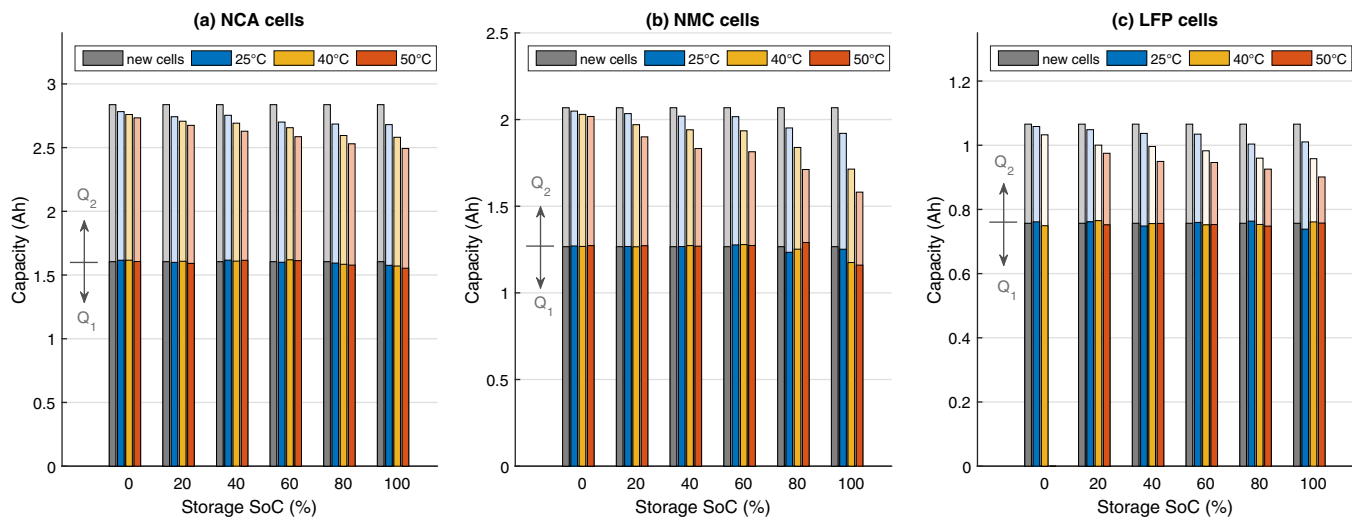 (a) NCA cells
new cells 25°C 40°C 50°C
3
2.5
2
1.5
1
0.5
0
Capacity (Ah)
Q2
Q1
0 20 40 60 80 100
Storage SoC (%)
(b) NMC cells
new cells 25°C 40°C 50°C
2.5
2
1.5
1
0.5
0
Capacity (Ah)
Q2
Q1
0 20 40 60 80 100
Storage SoC (%)
(c) LFP cells
new cells 25°C 40°C 50°C
1.2
1
0.8
0.6
0.4
0.2
0
Capacity (Ah)
Q2
Q1
0 20 40 60 80 100
Storage SoC (%)